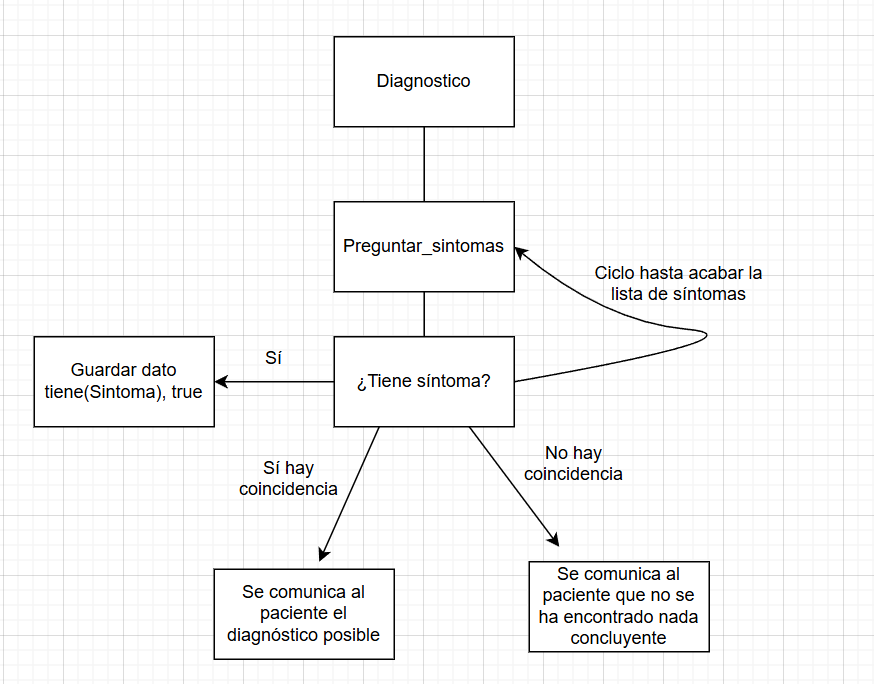 Diagnostico
Preguntar_sintomas
Ciclo hasta acabar la
lista de síntomas
Sí
Guardar dato
tiene(Sintoma), true
¿Tiene síntoma?
Sí hay
coincidencia
No hay
coincidencia
Se comunica al
paciente el
diagnóstico posible
Se comunica al
paciente que no se
ha encontrado nada
concluyente